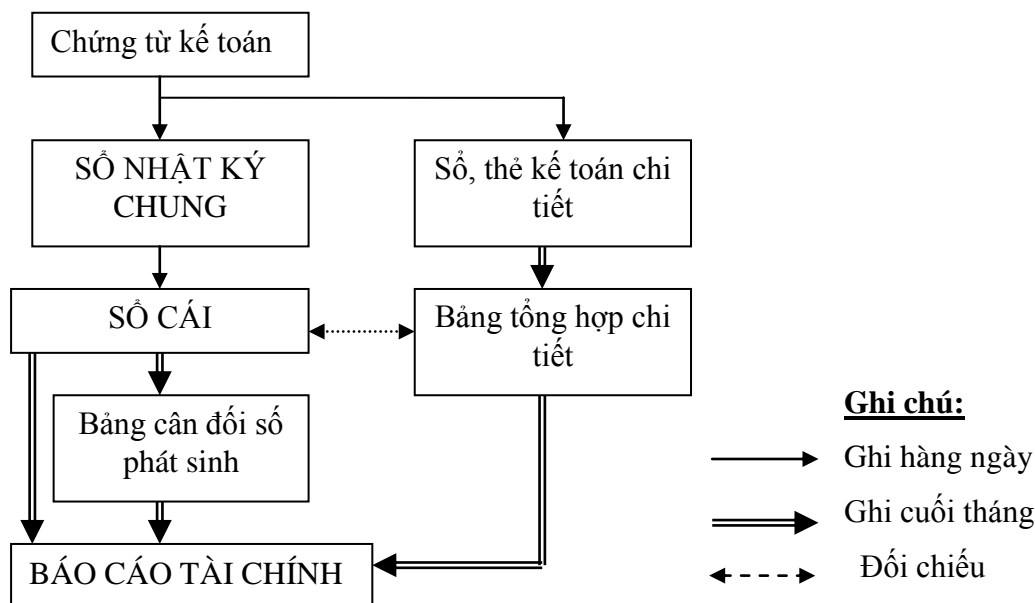 Chứng từ kế toán
SỔ NHẬT KÝ
CHUNG
Sổ, thẻ kế toán chi
tiết
SỔ CÁI
Bảng tổng hợp chi
tiết
Bảng cân đối số
phát sinh
BÁO CÁO TÀI CHÍNH
Ghi chú:
Ghi hàng ngày
Ghi cuối tháng
Đối chiếu